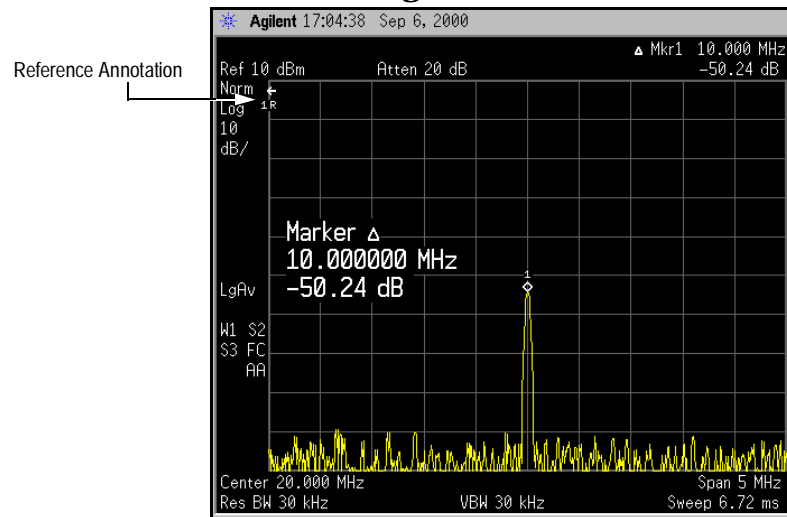 Agilent 17:04:38 Sep 6, 2000
Δ Mkr1 10.000 MHz
Ref 10 dBm Atten 20 dB -50.24 dB
Reference Annotation
Norm
Log
1R
10
dB/
Marker Δ
10.000000 MHz
-50.24 dB
1
LgAv
W1 S2
S3 FC
AA
Center 20.000 MHz Span 5 MHz
Res BW 30 kHz VBW 30 kHz Sweep 6.72 ms